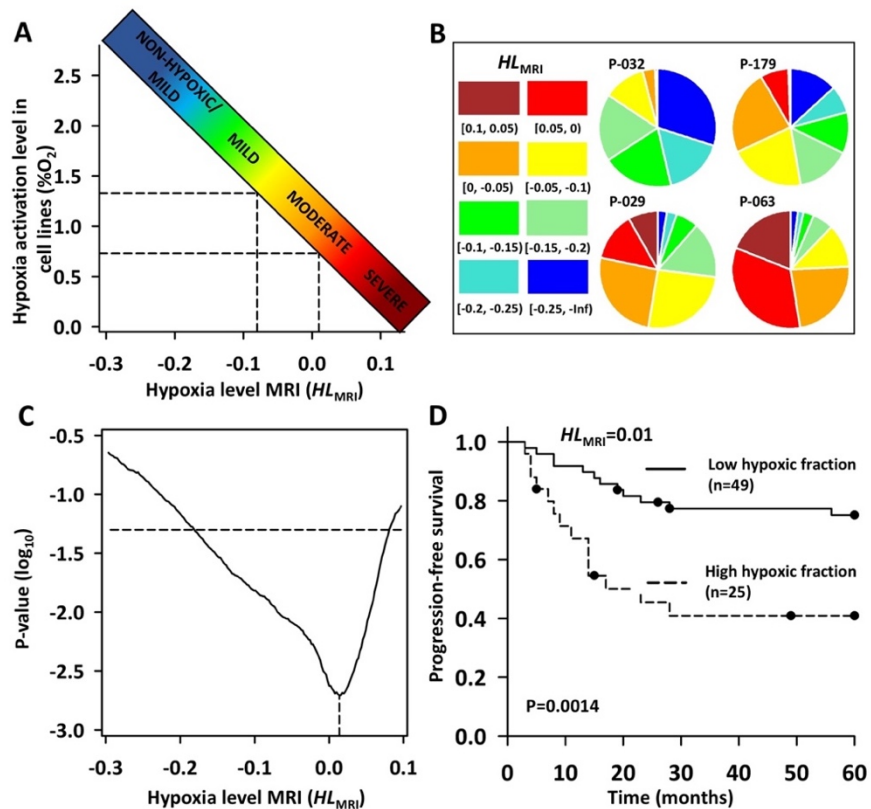 A
Hypoxia activation level in
cell lines (%O2)
2.5
2.0
1.5
1.0
0.5
0.0
NON-HYPOXIC/
MILD
MILD
MODERATE
SEVERE
-0.3 -0.2 -0.1 0.0 0.1
Hypoxia level MRI (HLMRI)
B
HLMRI
[0.1, 0.05) [0.05, 0)
[0, -0.05) [-0.05, -0.1)
[-0.1, -0.15) [-0.15, -0.2)
[-0.2, -0.25) [-0.25, -Inf)
P-032 P-179
P-029 P-063
C
P-value (log10)
-0.5
-1.0
-1.5
-2.0
-2.5
-3.0
-0.3 -0.2 -0.1 0.0 0.1
Hypoxia level MRI (HLMRI)
D
Progression-free survival
1.0
0.8
0.6
0.4
0.2
0.0
HLMRI=0.01
Low hypoxic fraction
(n=49)
High hypoxic fraction
(n=25)
P=0.0014
0 10 20 30 40 50 60
Time (months)